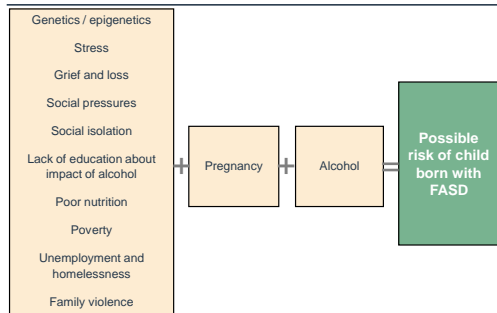 Genetics / epigenetics
Stress
Grief and loss
Social pressures
Social isolation
Lack of education about
impact of alcohol
Poor nutrition
Poverty
Unemployment and
homelessness
Family violence
+
Pregnancy
+
Alcohol
=
Possible
risk of child
born with
FASD